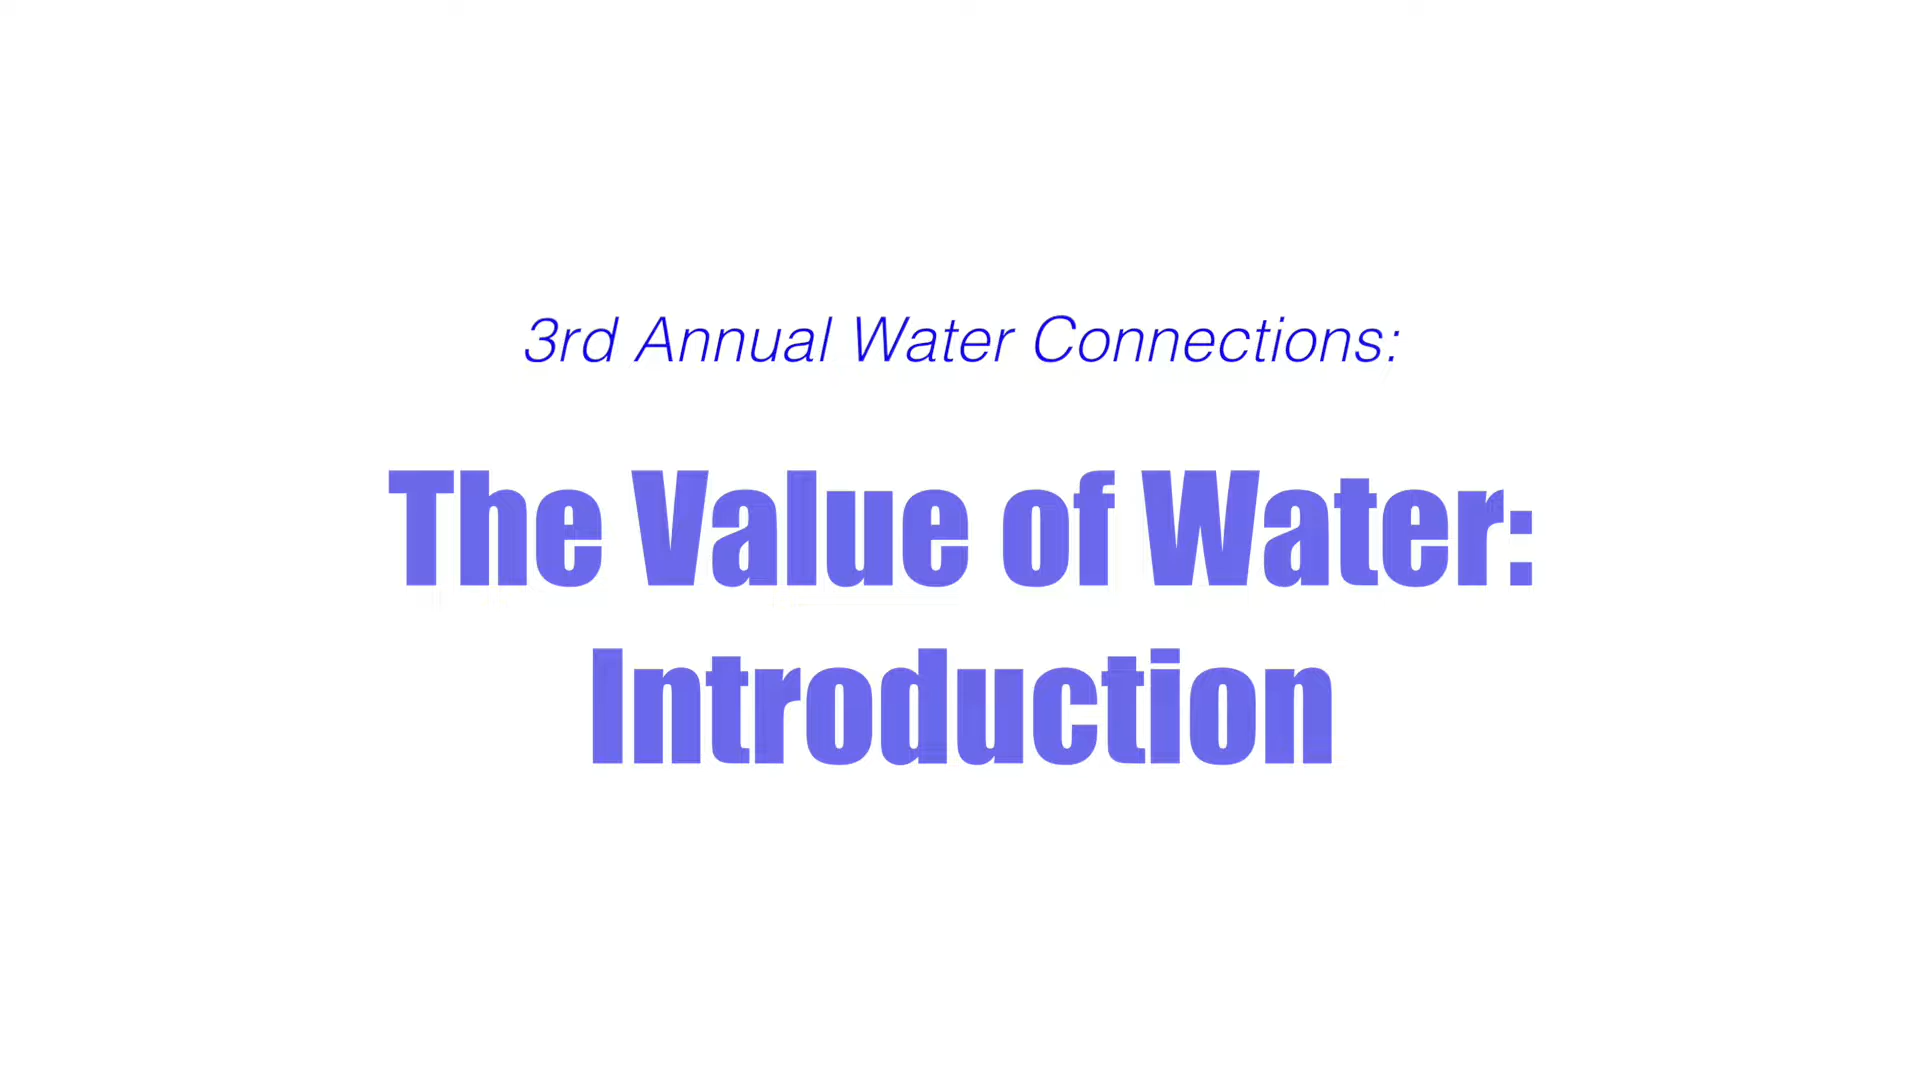 3rd Annual Water Connections:
The Value of Water:
Introduction